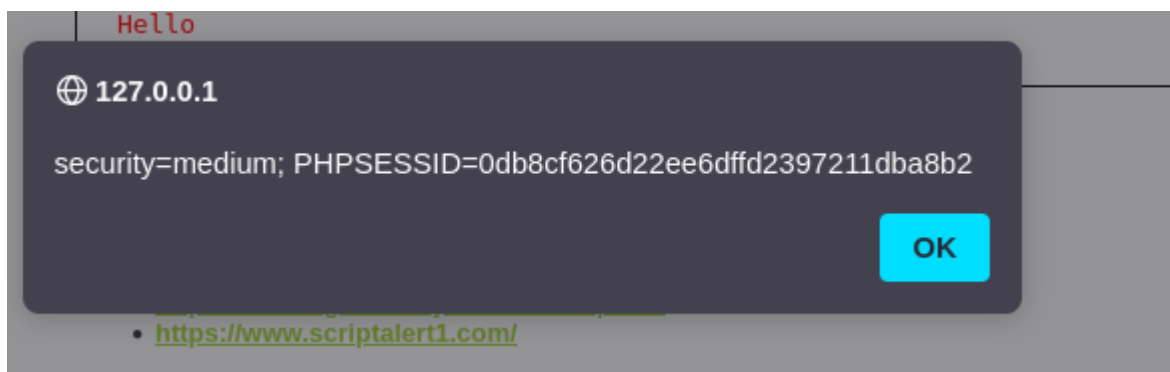 Hello
127.0.0.1
security=medium; PHPSESSID=0db8cf626d22ee6dffd2397211dba8b2
OK
https://www.scriptalert1.com/